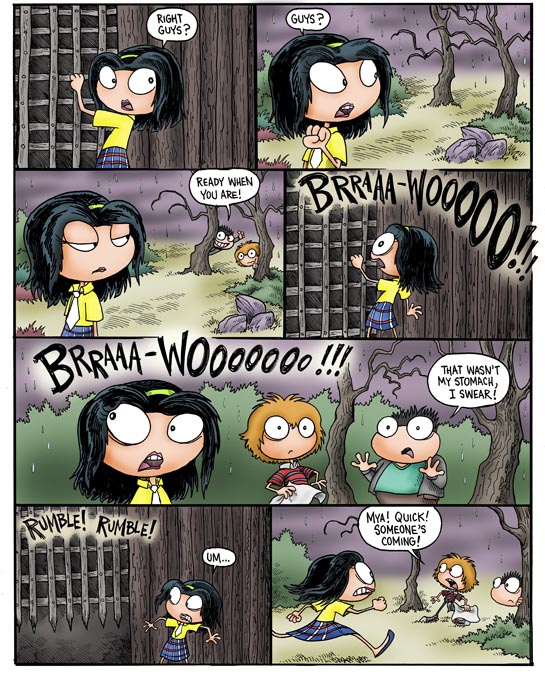 RIGHT
GUYS?
GUYS?
READY WHEN
YOU ARE!
BRRAAA-WOOOOO!!!
BRRAAA-WOOOOOOO!!!
THAT WASN'T
MY STOMACH,
I SWEAR!
RUMBLE! RUMBLE!
UM...
MYA! QUICK!
SOMEONE'S
COMING!